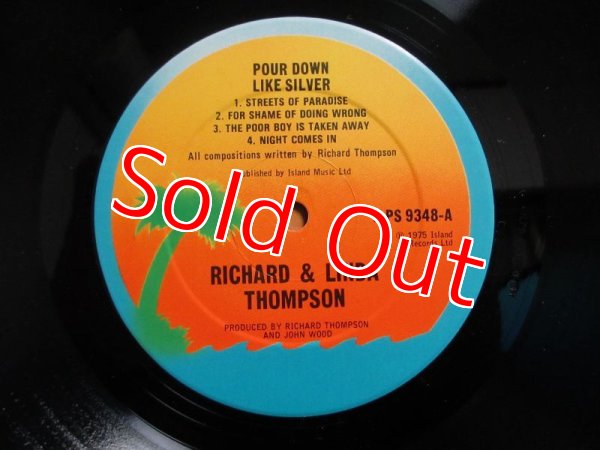 POUR DOWN
LIKE SILVER
1. STREETS OF PARADISE
2. FOR SHAME OF DOING WRONG
3. THE POOR BOY IS TAKEN AWAY
4. NIGHT COMES IN
All compositions written by Richard Thompson
ublished by Island Music Ltd
PS 9348-A
℗ 1975 Island
Records Ltd
Sold Out
RICHARD & LINDA
THOMPSON
PRODUCED BY RICHARD THOMPSON
AND JOHN WOOD